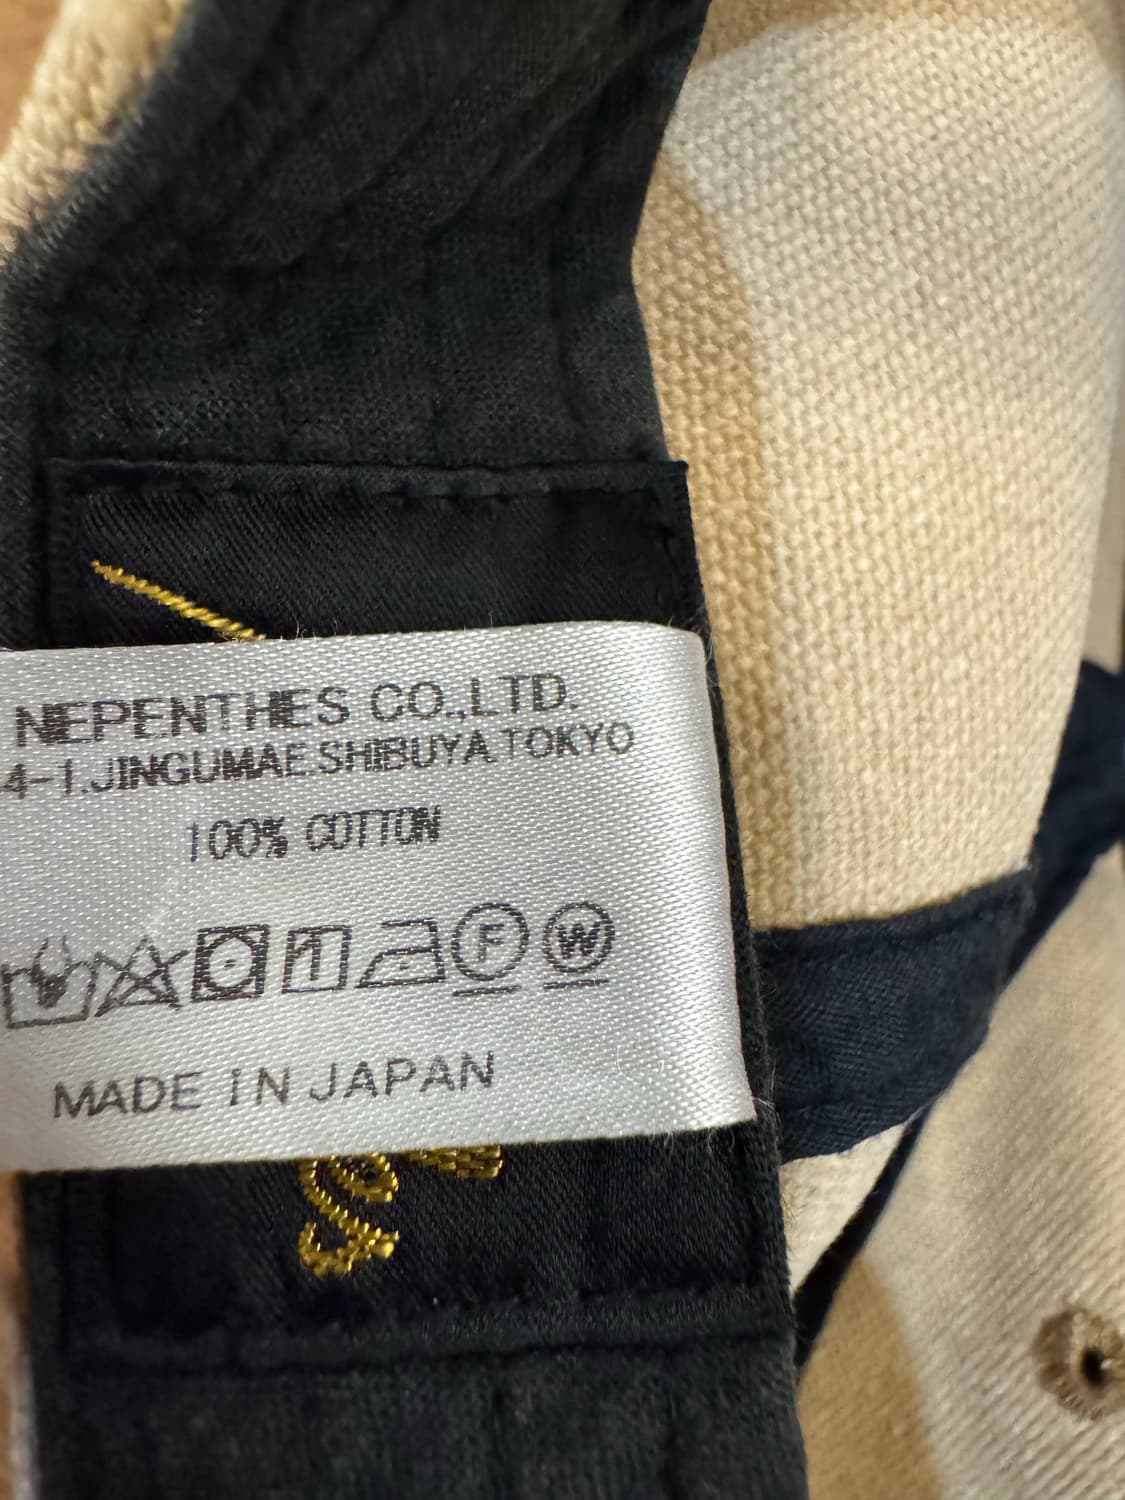 NEPENTHES CO.,LTD.
4-1.JINGUMAE.SHIBUYA.TOKYO
100% COTTON
F W
MADE IN JAPAN